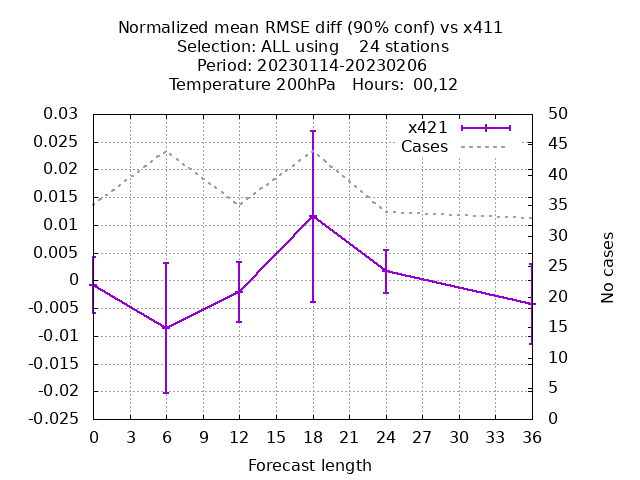 Normalized mean RMSE diff (90% conf) vs x411
Selection: ALL using    24 stations
Period: 20230114-20230206
Temperature 200hPa   Hours:  00,12
0.03
0.025
0.02
0.015
0.01
0.005
0
-0.005
-0.01
-0.015
-0.02
-0.025
x421
Cases
50
45
40
35
30
25
20
15
10
5
0
No cases
0 3 6 9 12 15 18 21 24 27 30 33 36
Forecast length